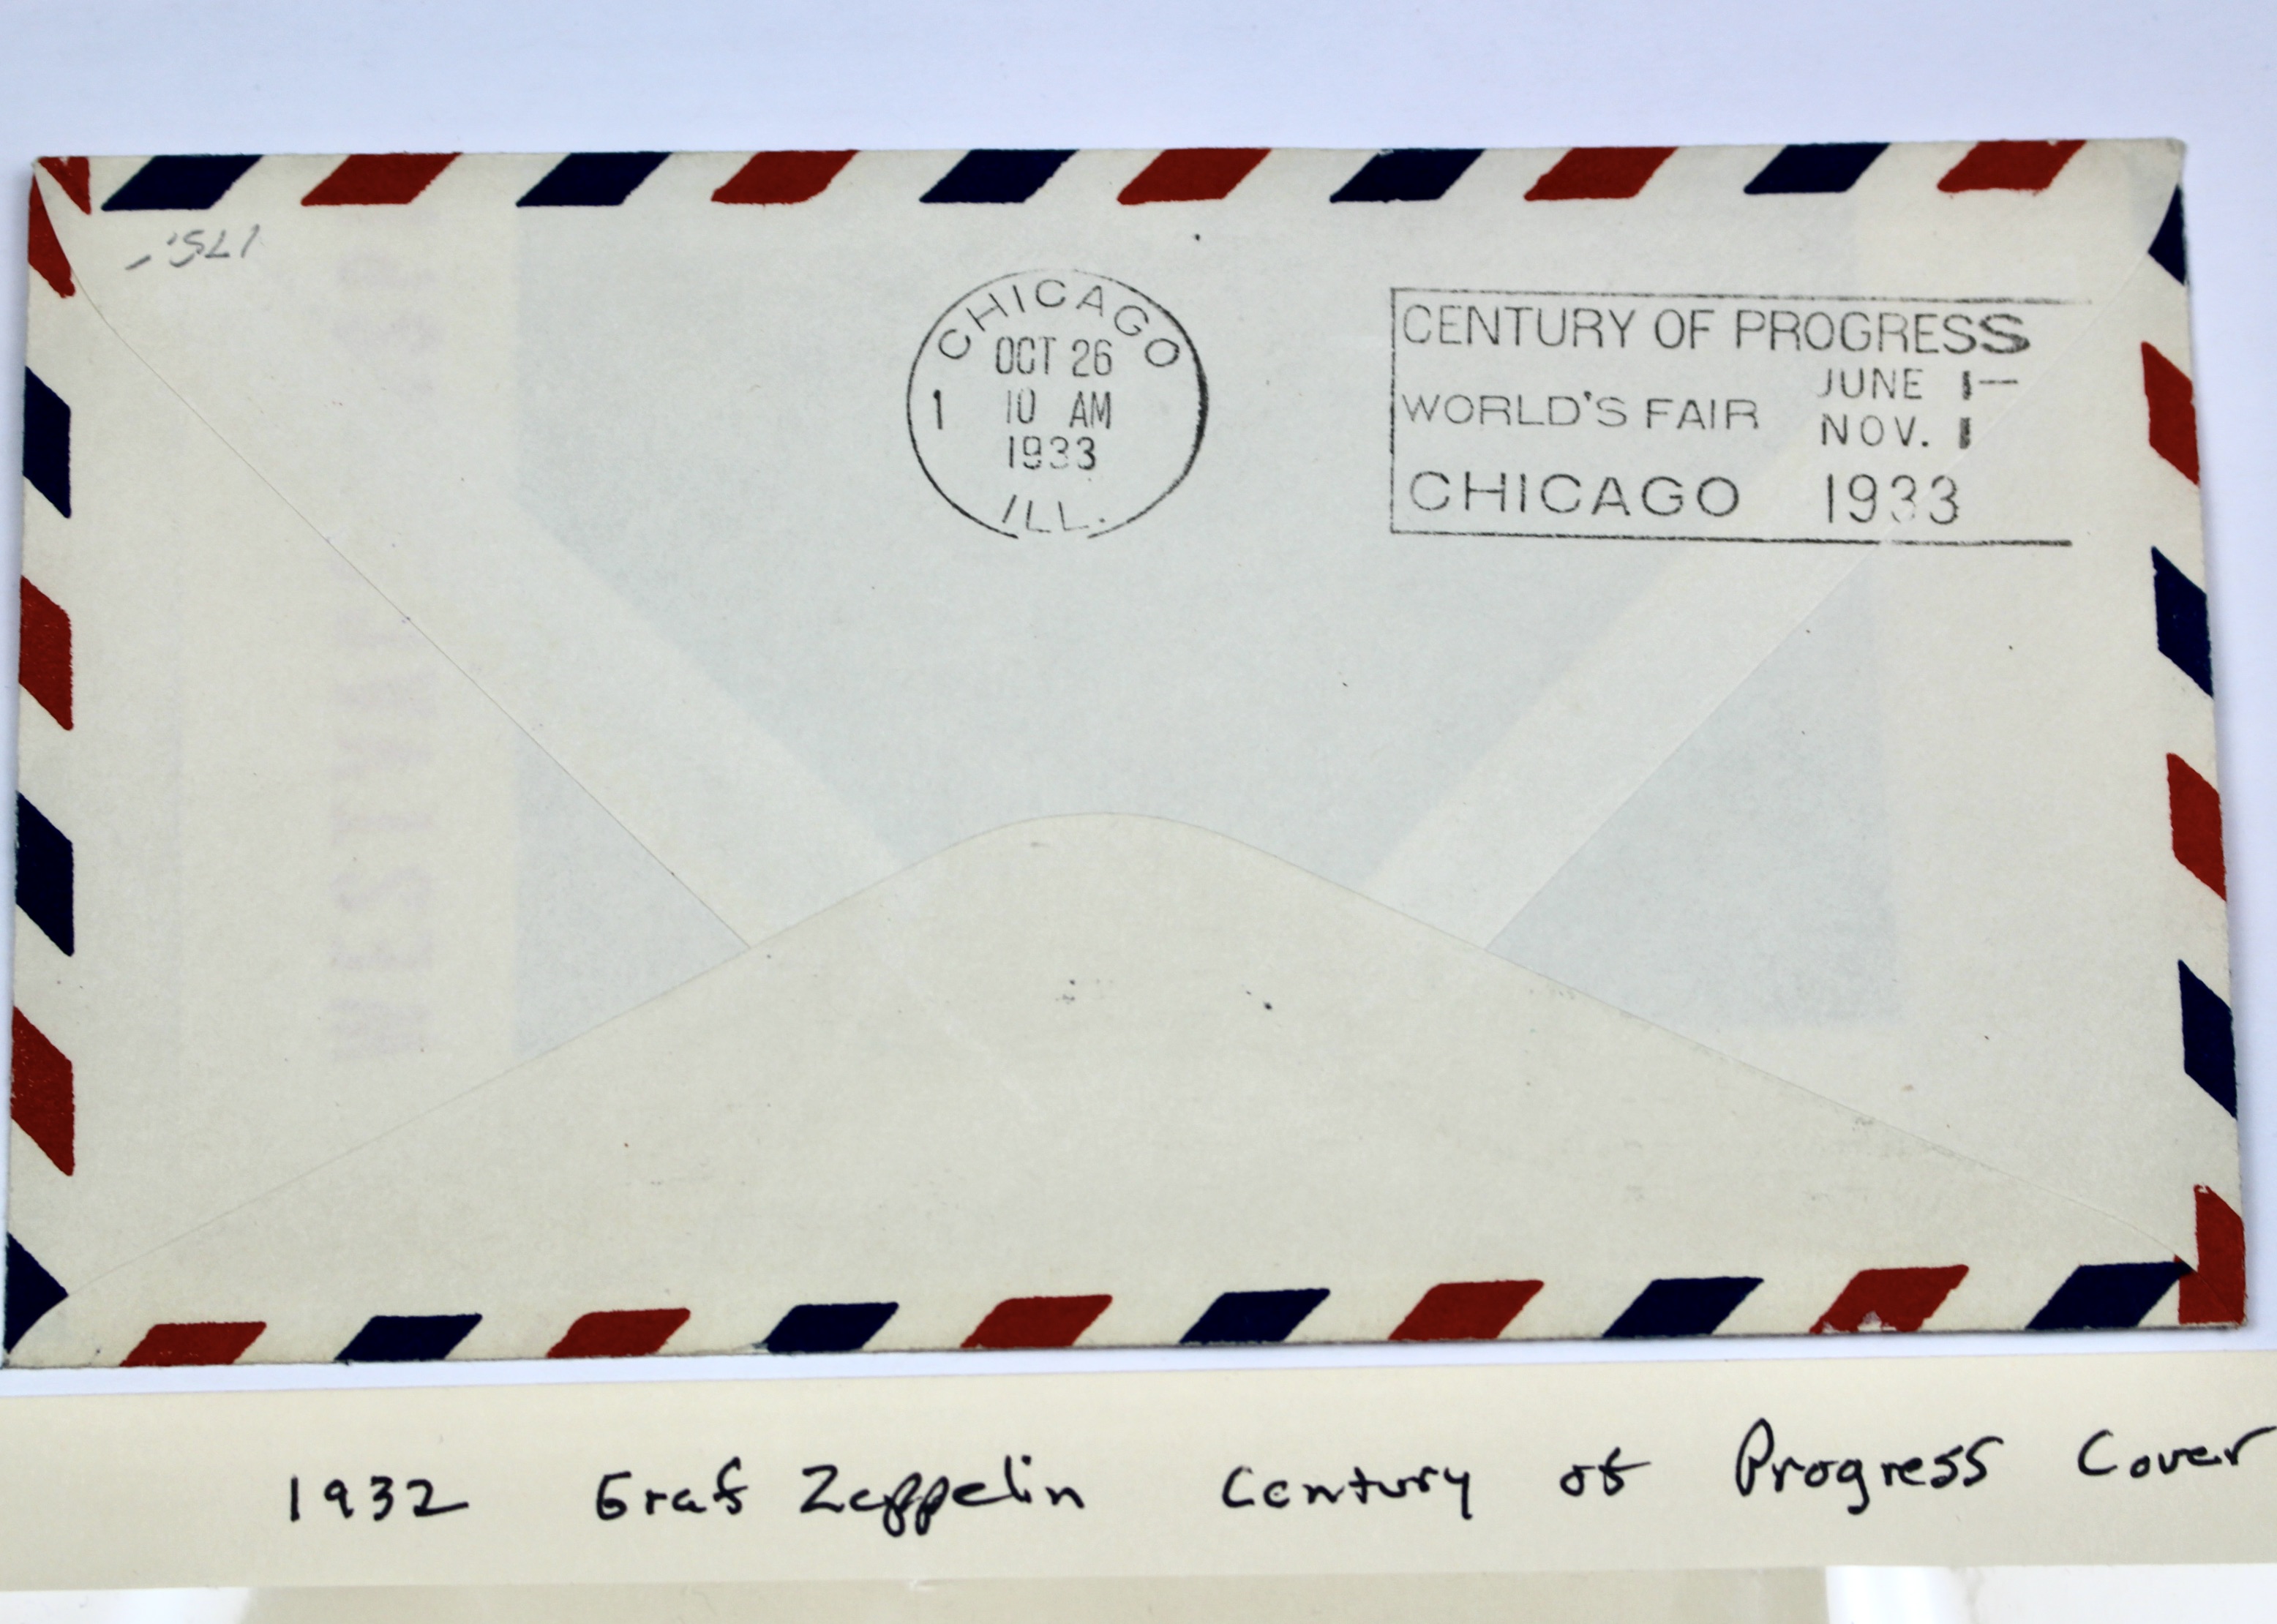 CHICAGO
OCT 26
1 10 AM
1933
ILL.
CENTURY OF PROGRESS
WORLD'S FAIR JUNE 1—
NOV. 1
CHICAGO 1933
1932 Graf Zeppelin Century of Progress Cover